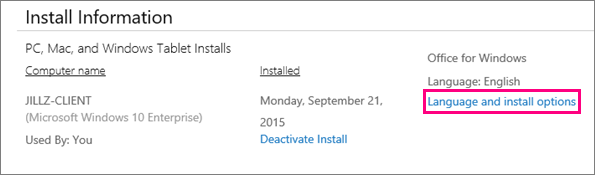 Install Information
PC, Mac, and Windows Tablet Installs
Computer name
Installed
JILLZ-CLIENT
(Microsoft Windows 10 Enterprise)
Used By: You
Monday, September 21,
2015
Deactivate Install
Office for Windows
Language: English
Language and install options